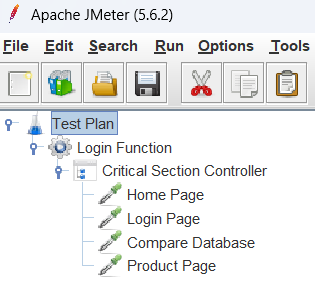 Apache JMeter (5.6.2)
File Edit Search Run Options Tools
Test Plan
Login Function
Critical Section Controller
Home Page
Login Page
Compare Database
Product Page